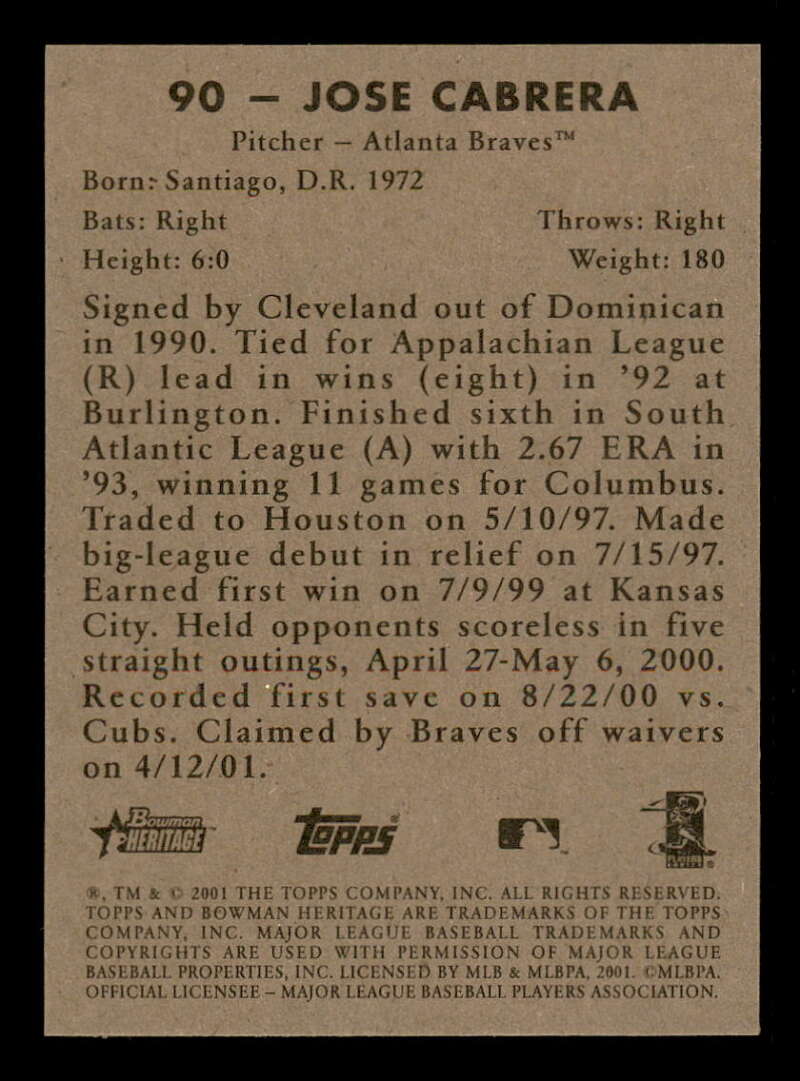 90 – JOSE CABRERA
Pitcher – Atlanta Braves™
Born: Santiago, D.R. 1972
Bats: Right Throws: Right
Height: 6:0 Weight: 180
Signed by Cleveland out of Dominican
in 1990. Tied for Appalachian League
(R) lead in wins (eight) in ’92 at
Burlington. Finished sixth in South
Atlantic League (A) with 2.67 ERA in
’93, winning 11 games for Columbus.
Traded to Houston on 5/10/97. Made
big-league debut in relief on 7/15/97.
Earned first win on 7/9/99 at Kansas
City. Held opponents scoreless in five
straight outings, April 27-May 6, 2000.
Recorded first save on 8/22/00 vs.
Cubs. Claimed by Braves off waivers
on 4/12/01.
Bowman HERITAGE Topps
®, TM & © 2001 THE TOPPS COMPANY, INC. ALL RIGHTS RESERVED.
TOPPS AND BOWMAN HERITAGE ARE TRADEMARKS OF THE TOPPS
COMPANY, INC. MAJOR LEAGUE BASEBALL TRADEMARKS AND
COPYRIGHTS ARE USED WITH PERMISSION OF MAJOR LEAGUE
BASEBALL PROPERTIES, INC. LICENSED BY MLB & MLBPA, 2001. ©MLBPA.
OFFICIAL LICENSEE – MAJOR LEAGUE BASEBALL PLAYERS ASSOCIATION.